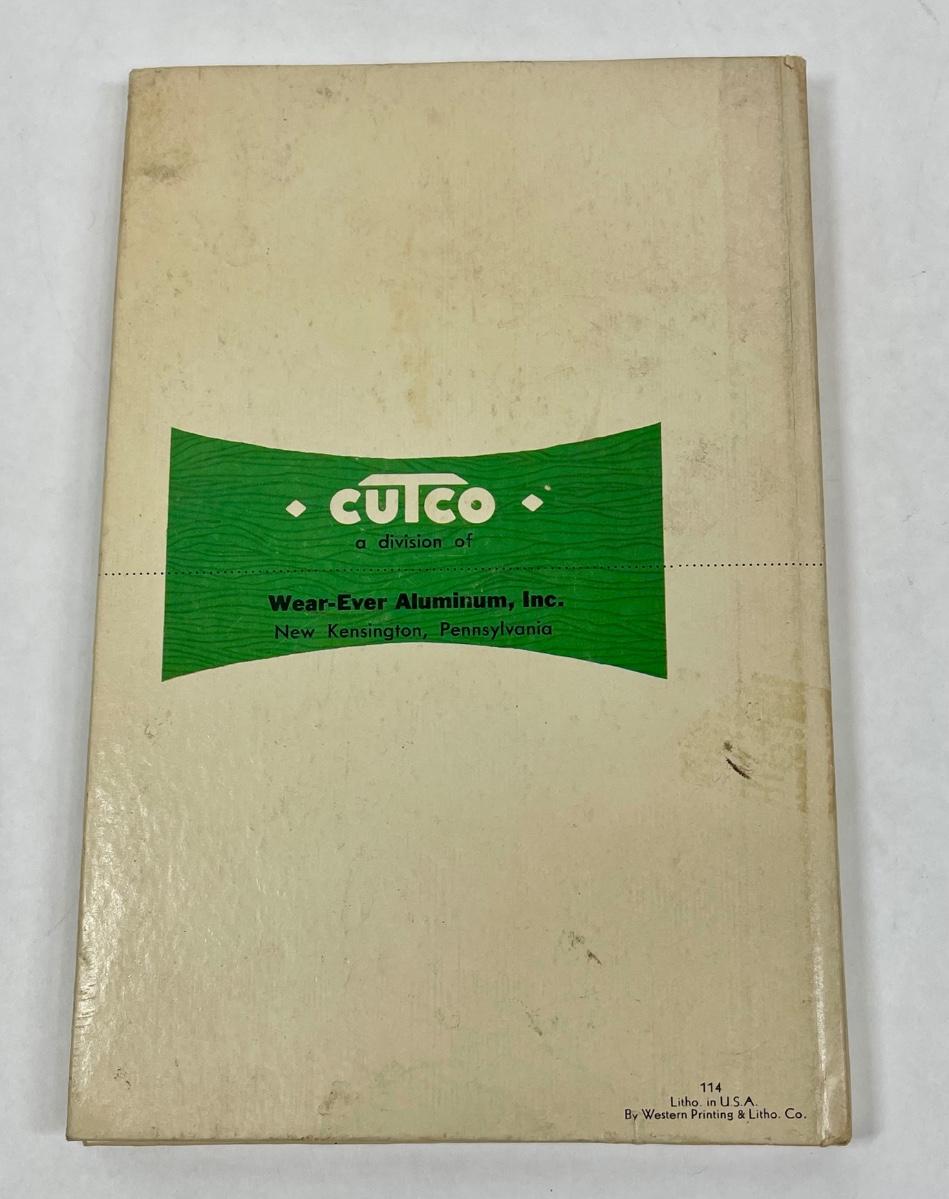 CUTCO
a division of
Wear-Ever Aluminum, Inc.
New Kensington, Pennsylvania
114
Litho. in U.S.A.
By Western Printing & Litho. Co.